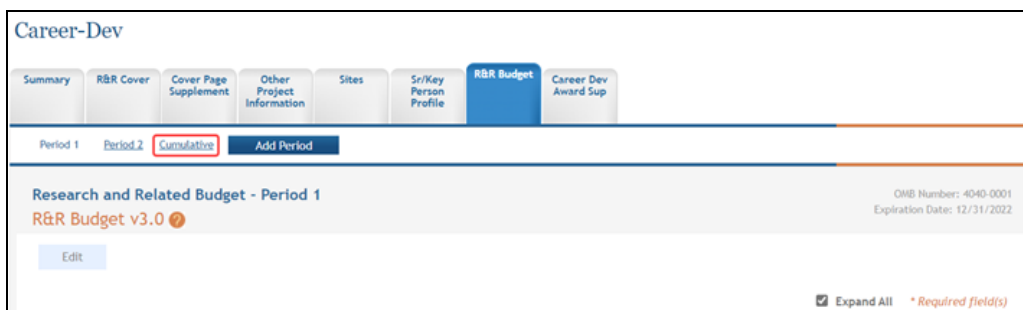 Career-Dev
Summary
R&R Cover
Cover Page
Supplement
Other
Project
Information
Sites
Sr/Key
Person
Profile
R&R Budget
Career Dev
Award Sup
Period 1 Period 2 Cumulative Add Period
Research and Related Budget - Period 1
OMB Number: 4040-0001
R&R Budget v3.0 ?
Expiration Date: 12/31/2022
Edit
Expand All * Required field(s)